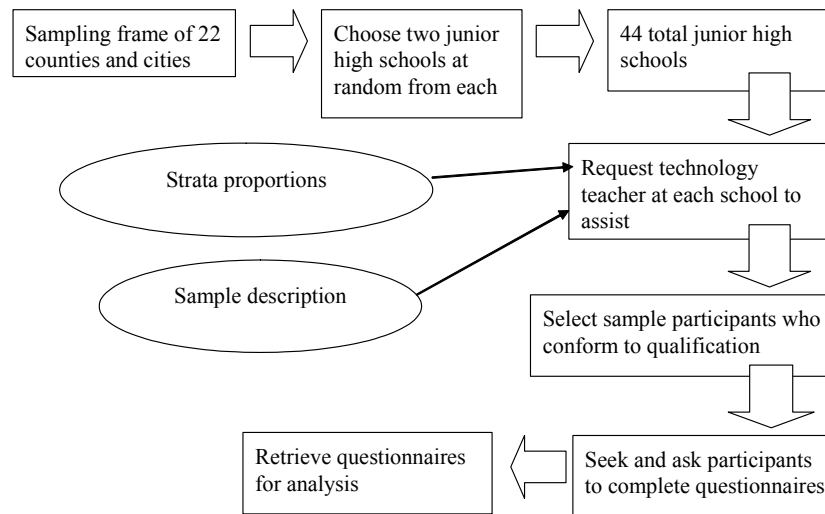 Sampling frame of 22
counties and cities
Choose two junior
high schools at
random from each
44 total junior high
schools
Strata proportions
Request technology
teacher at each school to
assist
Sample description
Select sample participants who
conform to qualification
Seek and ask participants
to complete questionnaires
Retrieve questionnaires
for analysis